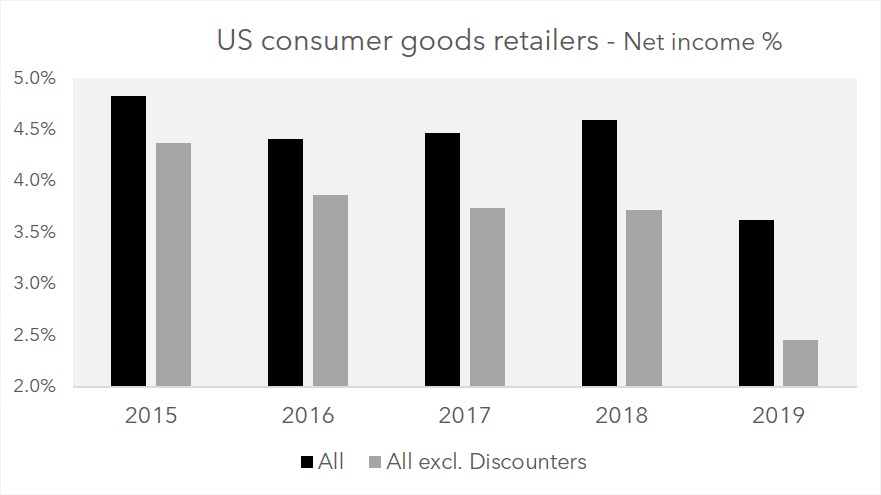 US consumer goods retailers - Net income %
5.0%
4.5%
4.0%
3.5%
3.0%
2.5%
2.0%
2015 2016 2017 2018 2019
All All excl. Discounters